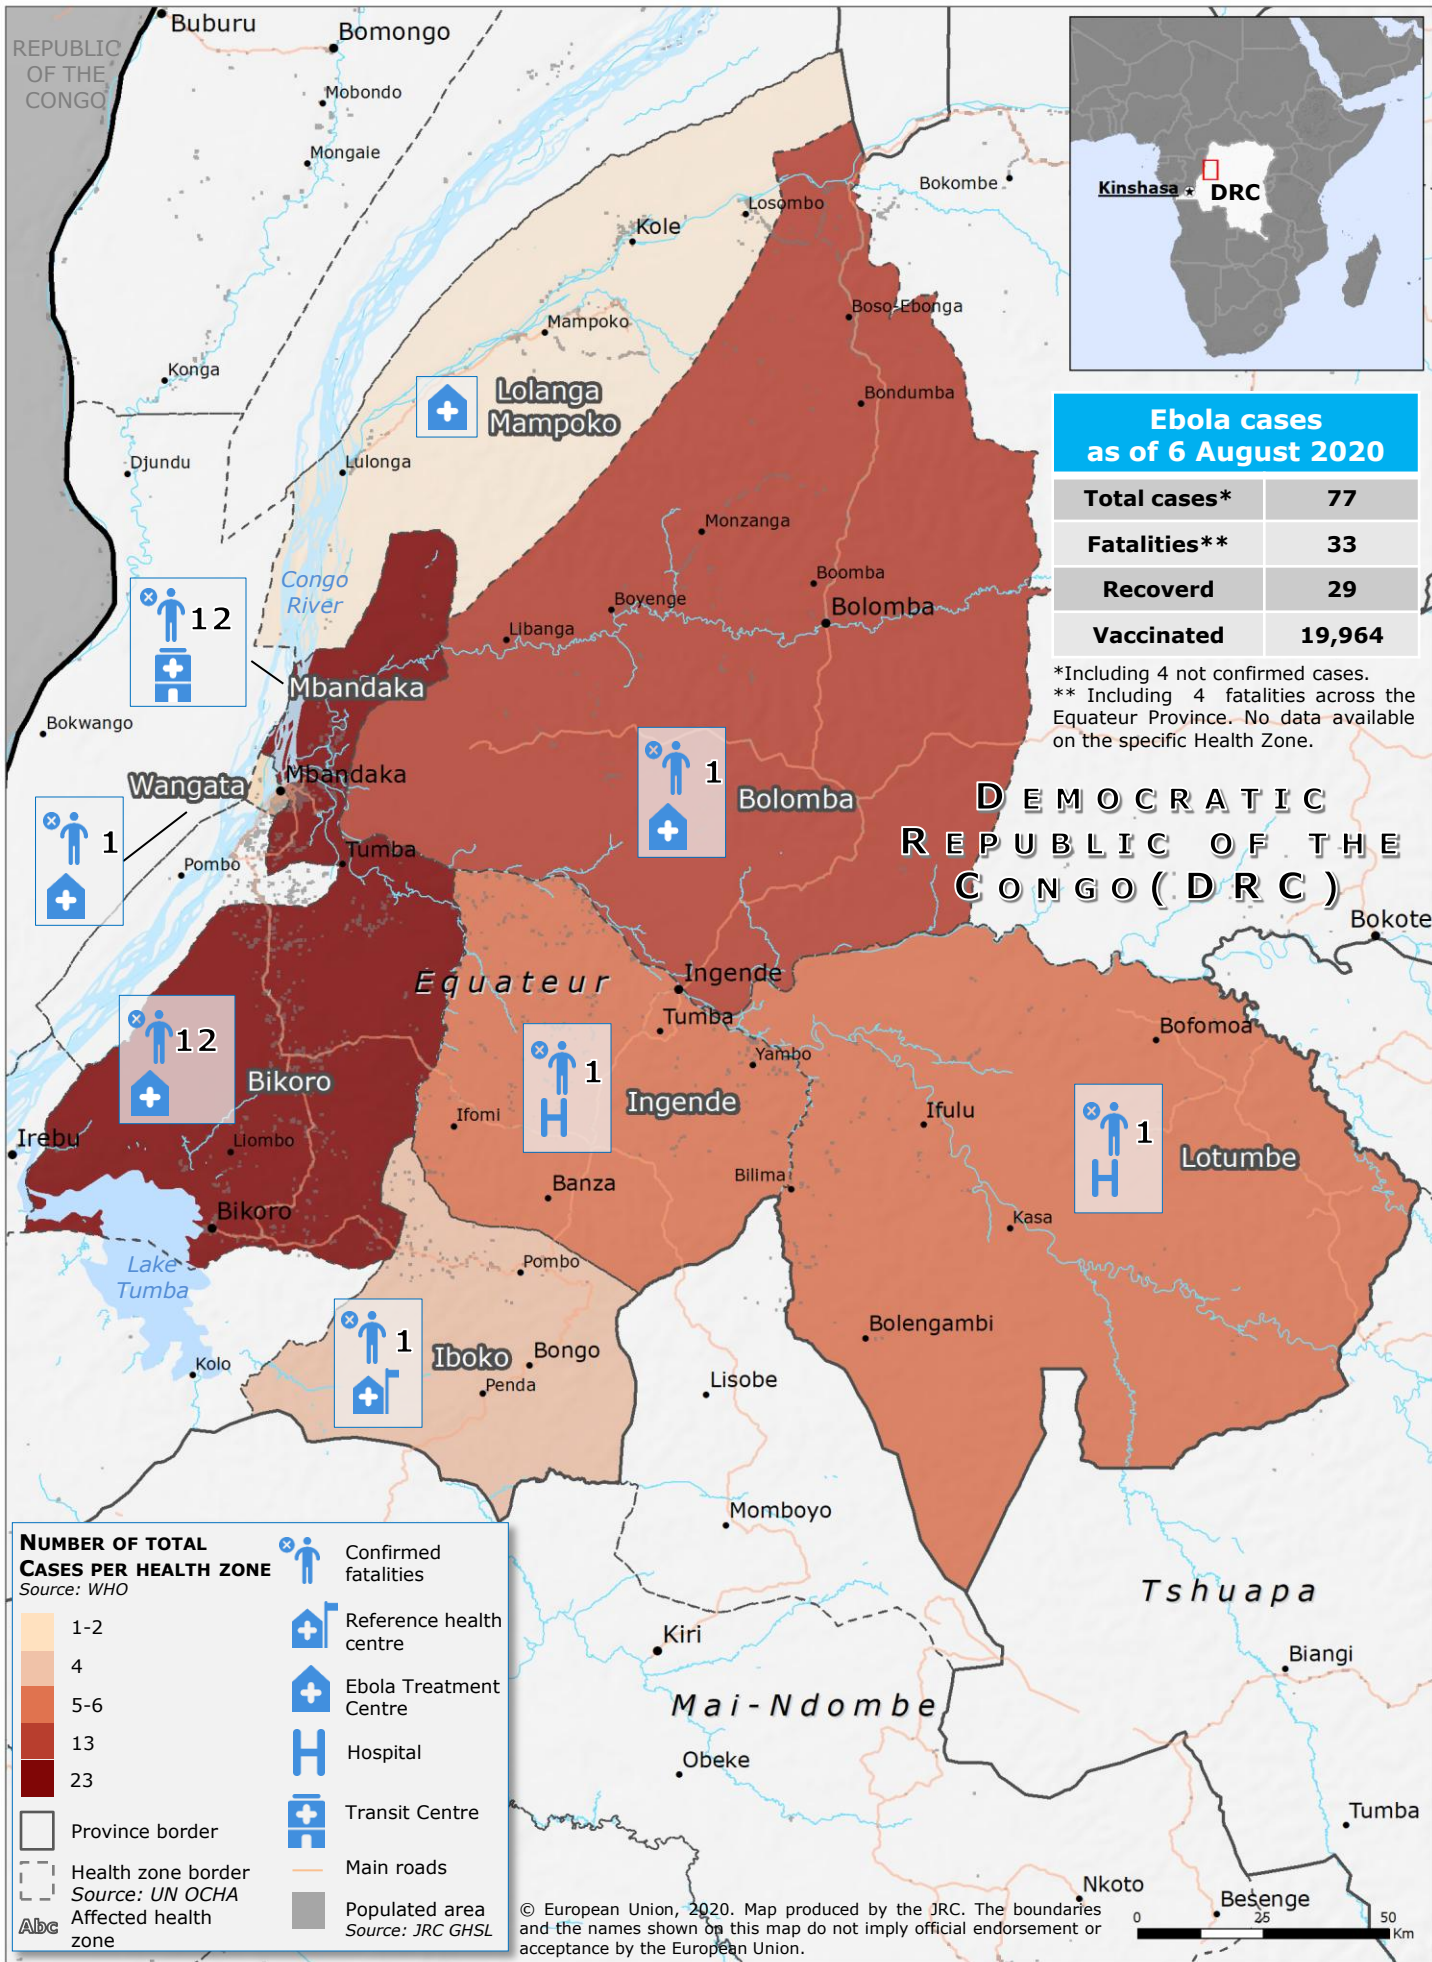 REPUBLIC
OF THE
CONGO
Buburu
Bomongo
Mobondo
Mongale
Bokombe
Losombo
Kole
Boso-Ebonga
Mampoko
Konga
Lolanga
Mampoko
Bondumba
Djundu
Lulonga
Monzanga
Kinshasa
DRC
Ebola cases
as of 6 August 2020
Total cases* 77
Fatalities** 33
Recoverd 29
Vaccinated 19,964
*Including 4 not confirmed cases.
** Including 4 fatalities across the
Equateur Province. No data available
on the specific Health Zone.
Congo
River
Boomba
Boyenge
Bolomba
Libanga
12
Mbandaka
Bokwango
Mbandaka
Wangata
1
Bolomba
1
Pombo
Tumba
DEMOCRATIC
REPUBLIC OF THE
CONGO(DRC)
Bokote
Equateur
Ingende
Tumba
Bofomoa
12
Bikoro
1
Yambo
Ingende
Ifomi
Ifulu
1
Lotumbe
Irebu
Liombo
Bikoro
Banza
Bilima
Kasa
Lake
Tumba
Pombo
1
Iboko
Bongo
Penda
Kolo
Bolengambi
Lisobe
Momboyo
Tshuapa
Kiri
Biangi
Mai-Ndombe
Obeke
Tumba
Nkoto
Besenge
NUMBER OF TOTAL
CASES PER HEALTH ZONE
Source: WHO
1-2
4
5-6
13
23
Province border
Health zone border
Source: UN OCHA
Abc Affected health
zone
Confirmed
fatalities
Reference health
centre
Ebola Treatment
Centre
H Hospital
Transit Centre
Main roads
Populated area
Source: JRC GHSL
© European Union, 2020. Map produced by the JRC. The boundaries
and the names shown on this map do not imply official endorsement or
acceptance by the European Union.
0 25 50
Km